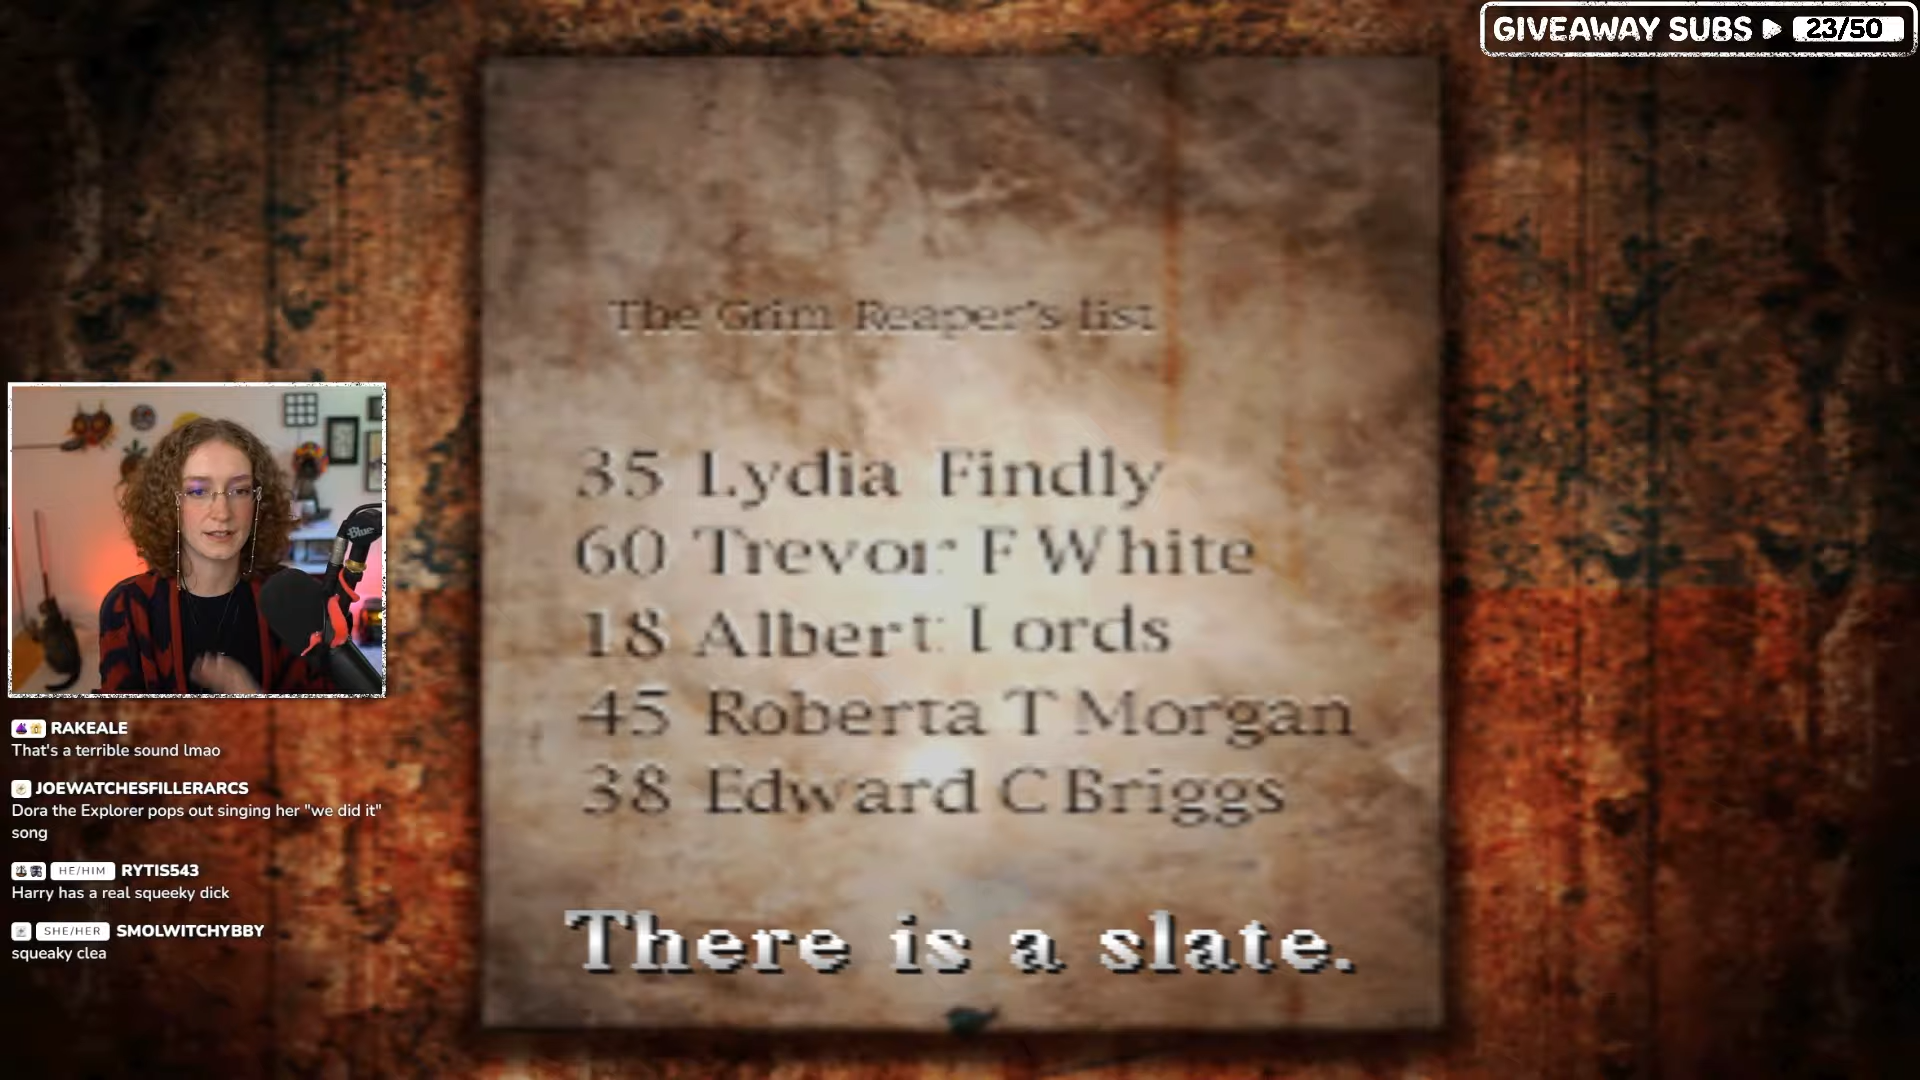 GIVEAWAY SUBS 23/50
The Grim Reaper's list
35 Lydia Findly
60 Trevor F White
18 Albert Lords
45 Roberta T Morgan
38 Edward C Briggs
There is a slate.
Blue
RAKEALE
That's a terrible sound lmao
JOEWATCHESFILLERARCS
Dora the Explorer pops out singing her "we did it"
song
HE/HIM RYTIS543
Harry has a real squeeky dick
SHE/HER SMOLWITCHYBBY
squeaky clea